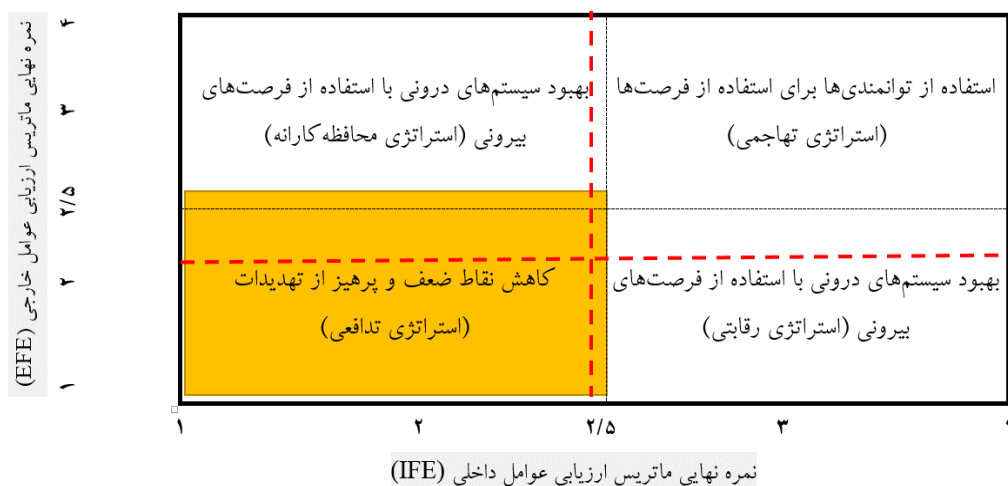 نمره نهایی ماتریس ارزیابی عوامل خارجی (EFE)
۴
۳
۲/۵
۲
۱
استفاده از توانمندی‌ها برای استفاده از فرصت‌ها
(استراتژی تهاجمی)
بهبود سیستم‌های درونی با استفاده از فرصت‌های
بیرونی (استراتژی محافظه‌کارانه)
بهبود سیستم‌های درونی با استفاده از فرصت‌های
بیرونی (استراتژی رقابتی)
کاهش نقاط ضعف و پرهیز از تهدیدات
(استراتژی تدافعی)
۱
۲
۲/۵
۳
نمره نهایی ماتریس ارزیابی عوامل داخلی (IFE)